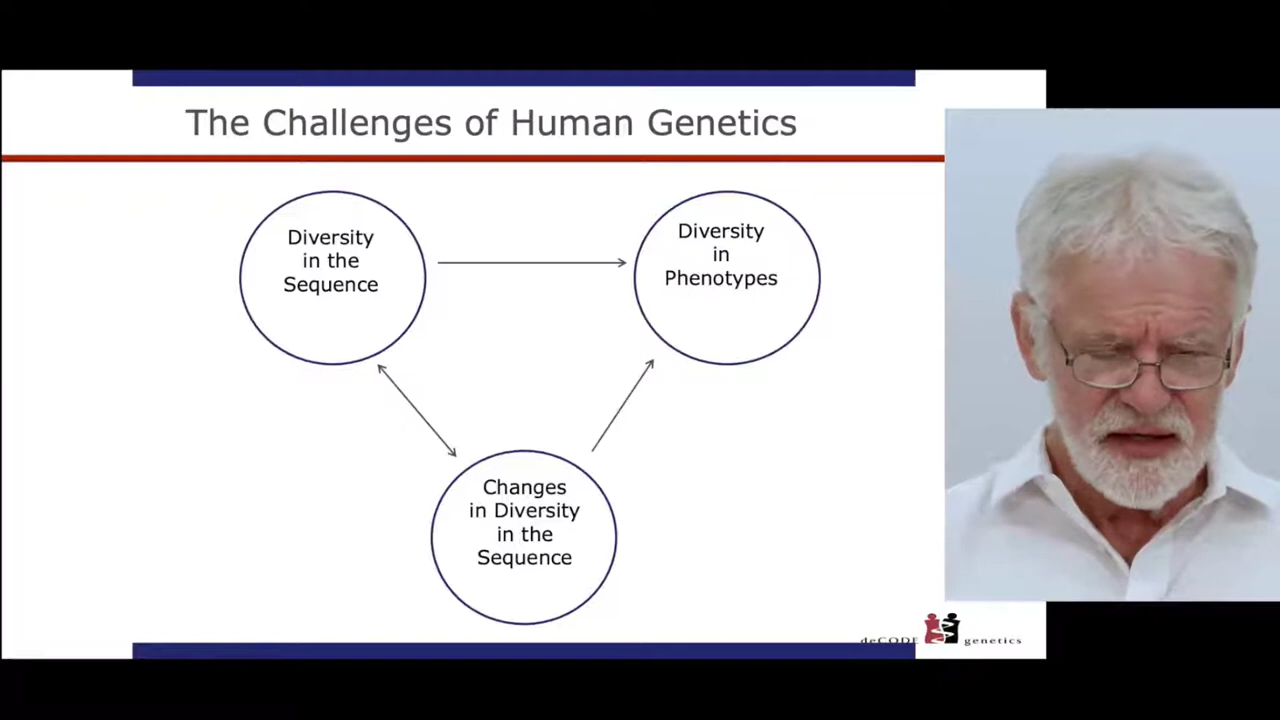 The Challenges of Human Genetics
Diversity
in the
Sequence
Diversity
in
Phenotypes
Changes
in Diversity
in the
Sequence
deCODE genetics